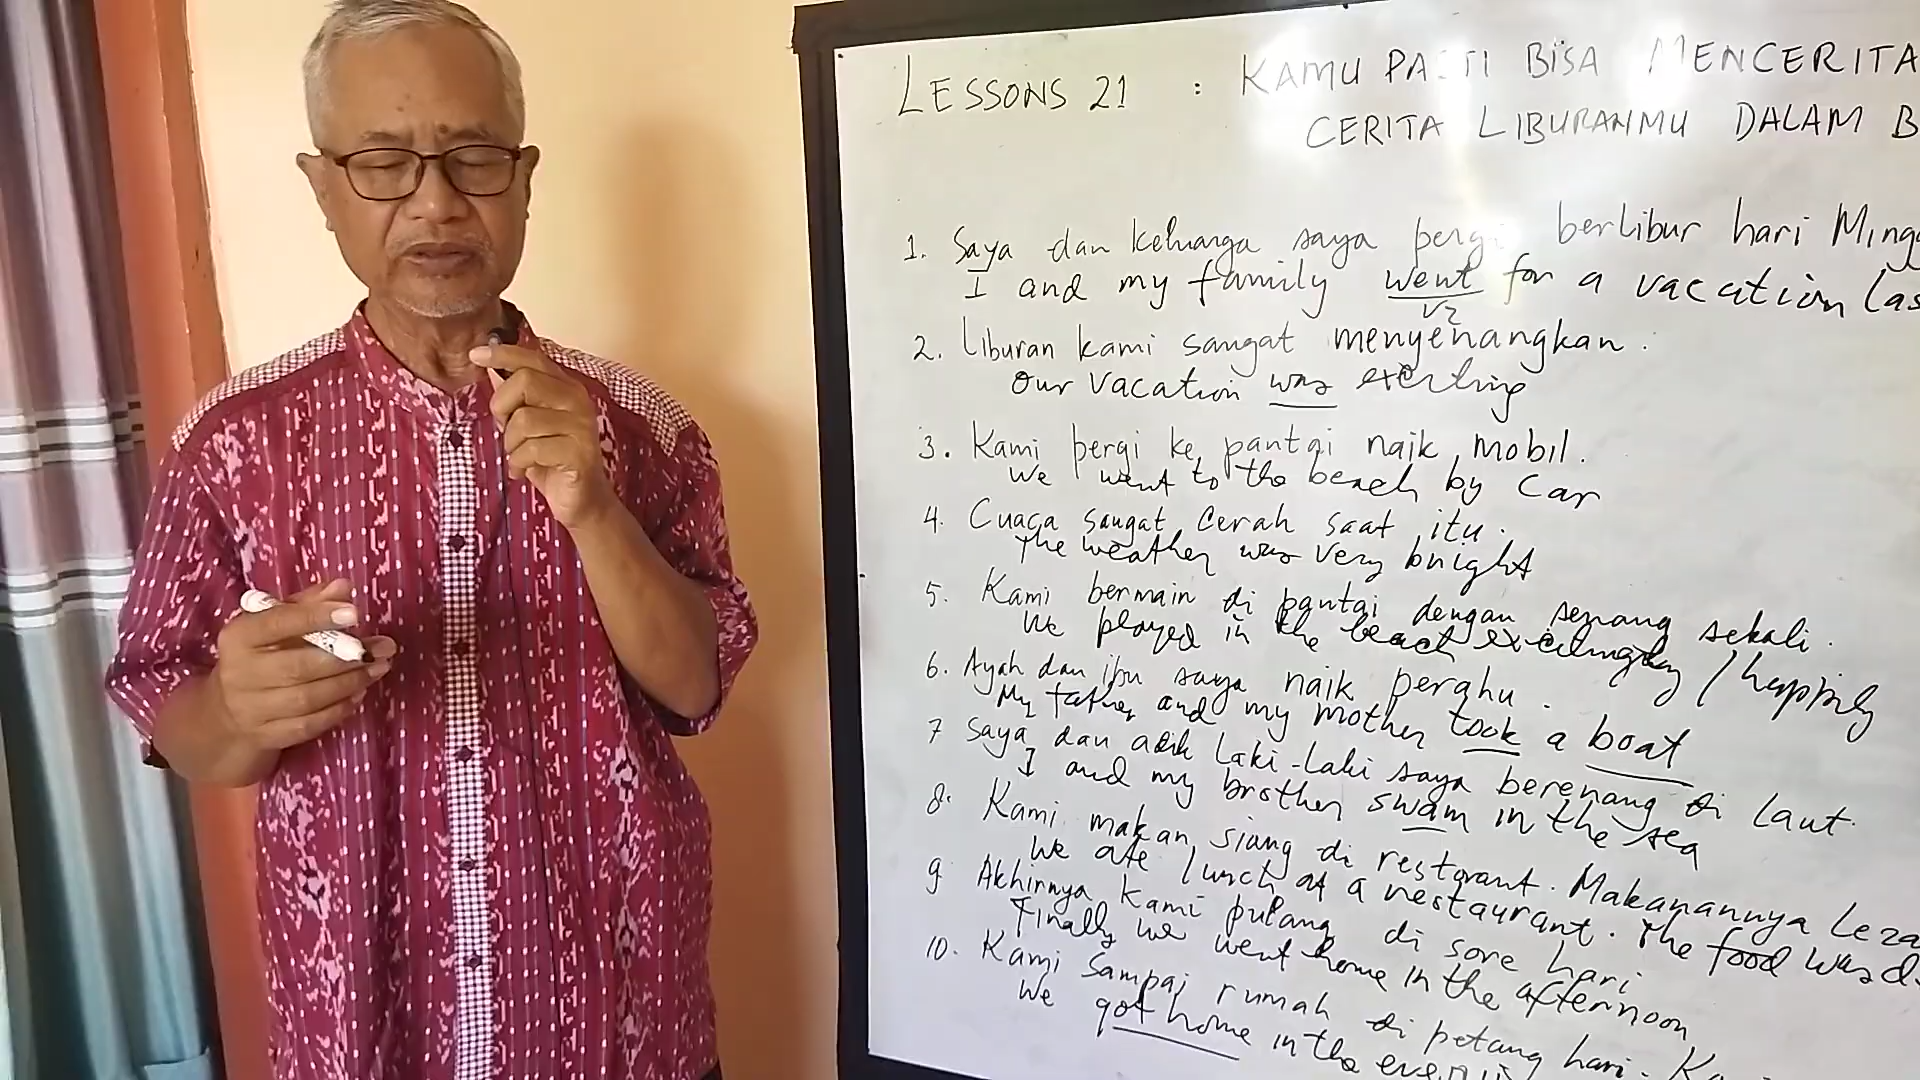 LESSONS 21 : KAMU PASTI BISA MENCERITA
CERITA LIBURANMU DALAM B
1. Saya dan keluarga saya pergi berlibur hari Mingg
I and my family went for a vacation las
V2
2. Liburan kami sangat menyenangkan.
Our vacation was exciting
3. Kami pergi ke pantai naik mobil.
We went to the beach by car
4. Cuaca sangat cerah saat itu.
The weather was very bright
5. Kami bermain di pantai dengan senang sekali.
We played in the beach excitingly / happily
6. Ayah dan ibu saya naik perahu.
My father and my mother took a boat
7 Saya dan adik laki-laki saya berenang di laut.
I and my brother swam in the sea
8. Kami makan siang di restorant. Makanannya leza
We ate lunch at a restaurant. The food was d
9 Akhirnya kami pulang di sore hari
Finally we went home in the afternoon
10. Kami sampai rumah di petang hari. K
We got home in the